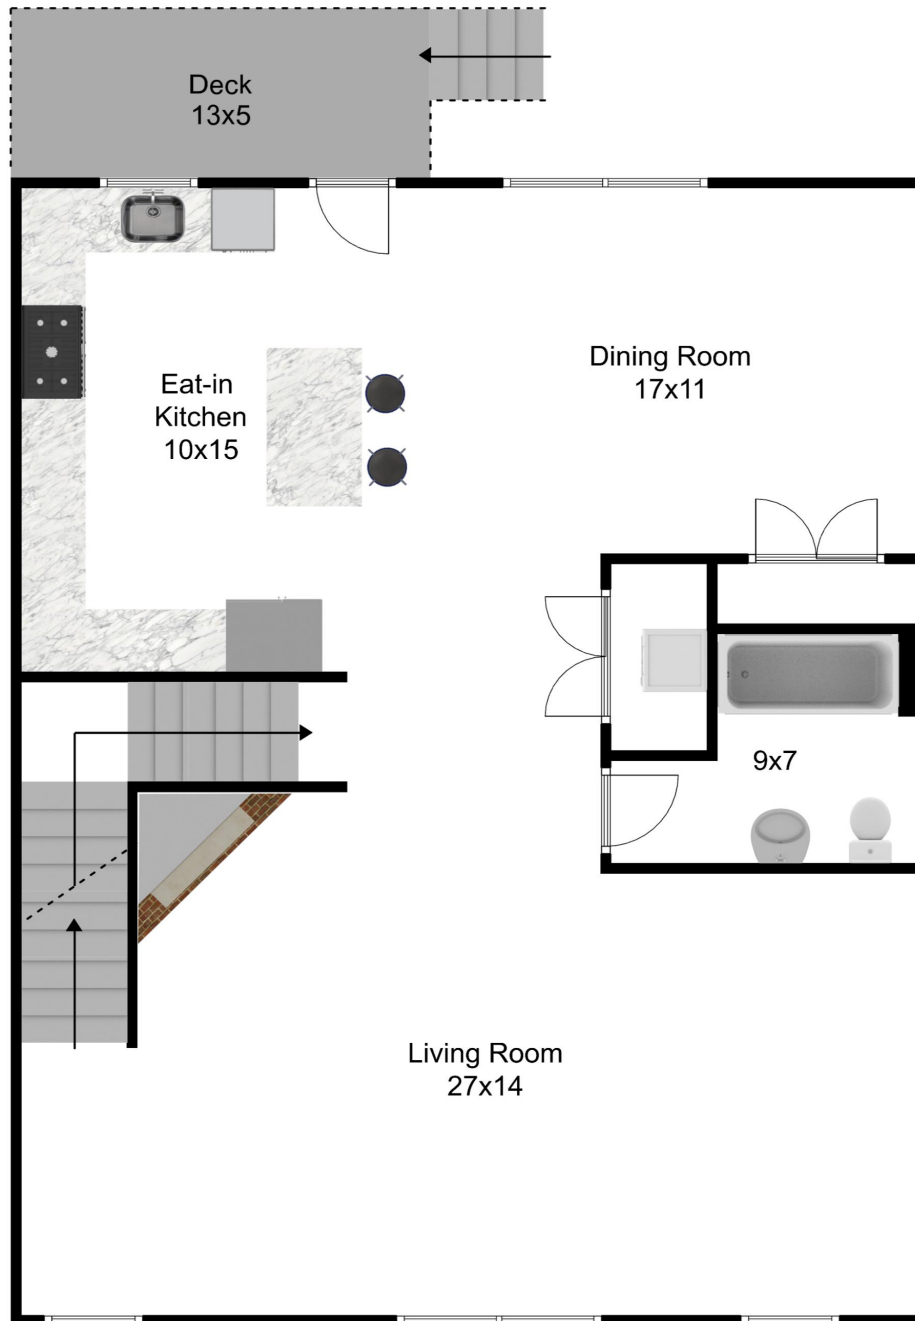 Deck
13x5
Dining Room
17x11
Eat-in
Kitchen
10x15
9x7
Living Room
27x14